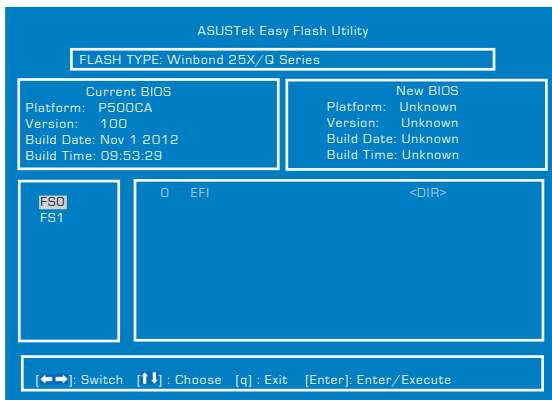 ASUSTek Easy Flash Utility
FLASH TYPE: Winbond 25X/Q Series
Current BIOS
Platform: P500CA
Version: 100
Build Date: Nov 1 2012
Build Time: 09:53:29
New BIOS
Platform: Unknown
Version: Unknown
Build Date: Unknown
Build Time: Unknown
FS0
FS1
0 EFI <DIR>
[⬅➡]: Switch [⬆⬇] : Choose [q] : Exit [Enter]: Enter/Execute